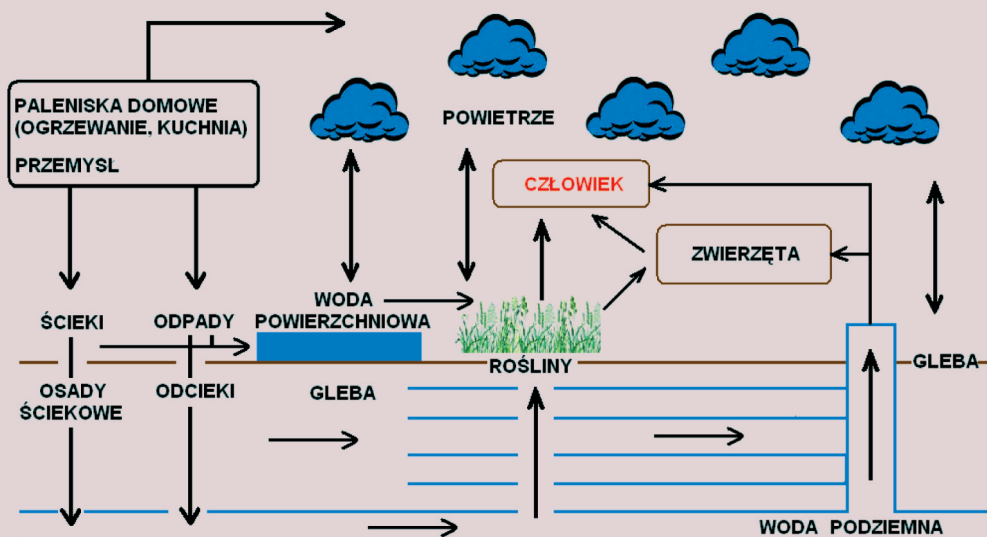 PALENISKA DOMOWE
(OGRZEWANIE, KUCHNIA)
PRZEMYSŁ
POWIETRZE
CZŁOWIEK
ZWIERZĘTA
WODA
POWIERZCHNIOWA
ŚCIEKI
ODPADY
ROŚLINY
GLEBA
OSADY
ŚCIEKOWE
ODCIEKI
GLEBA
WODA PODZIEMNA